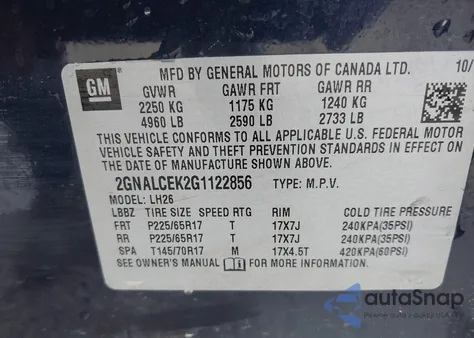 GM
MFD BY GENERAL MOTORS OF CANADA LTD. 10/
GVWR GAWR FRT GAWR RR
2250 KG 1175 KG 1240 KG
4960 LB 2590 LB 2733 LB
THIS VEHICLE CONFORMS TO ALL APPLICABLE U.S. FEDERAL MOTOR
VEHICLE SAFETY AND THEFT PREVENTION STANDARDS IN EFFECT ON
THE DATE OF MANUFACTURE SHOWN ABOVE.
2GNALCEK2G1122856 TYPE: M.P.V.
MODEL: LH26
LBBZ TIRE SIZE SPEED RTG RIM COLD TIRE PRESSURE
FRT P225/65R17 T 17X7J 240KPA(35PSI)
RR P225/65R17 T 17X7J 240KPA(35PSI)
SPA T145/70R17 M 17X4.5T 420KPA(60PSI)
SEE OWNER'S MANUAL FOR MORE INFORMATION.
autoSnap